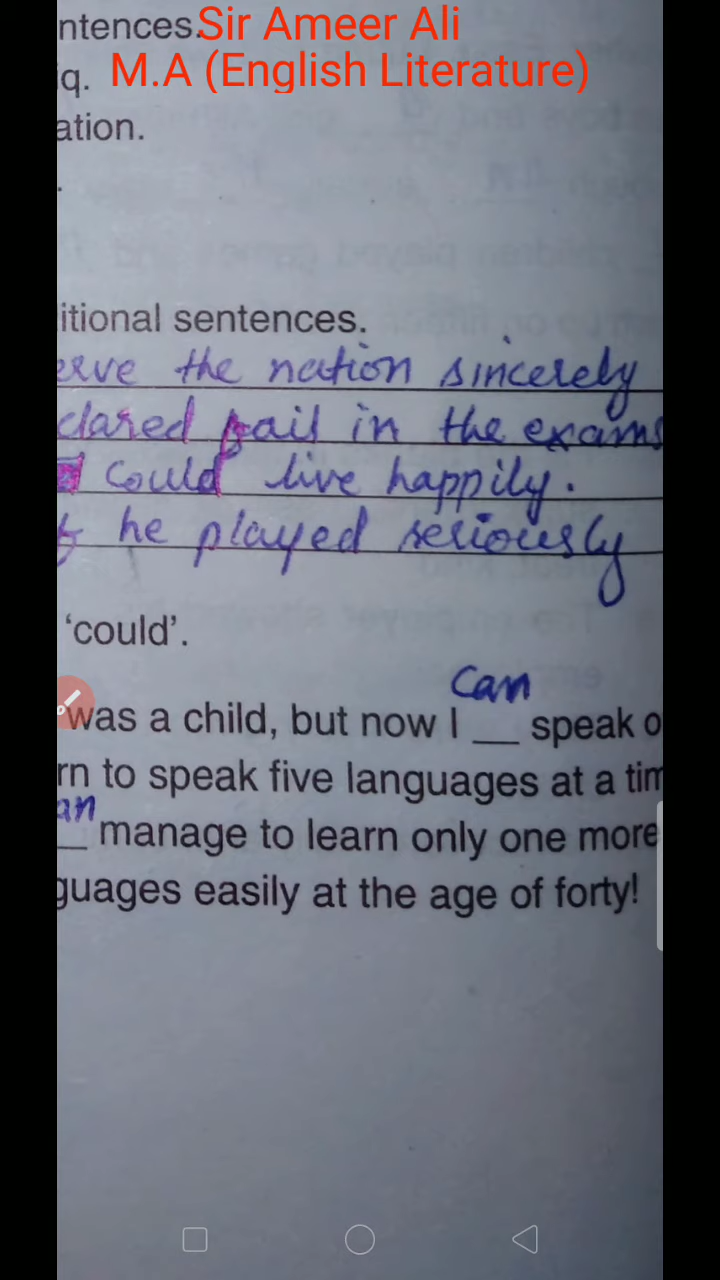 ntences.Sir Ameer Ali
iq. M.A (English Literature)
ation.
.
itional sentences.
erve the nation sincerely
clared fail in the exams
could live happily.
he played seriously
'could'.
can
was a child, but now I __ speak o
rn to speak five languages at a tim
an
__ manage to learn only one more
guages easily at the age of forty!